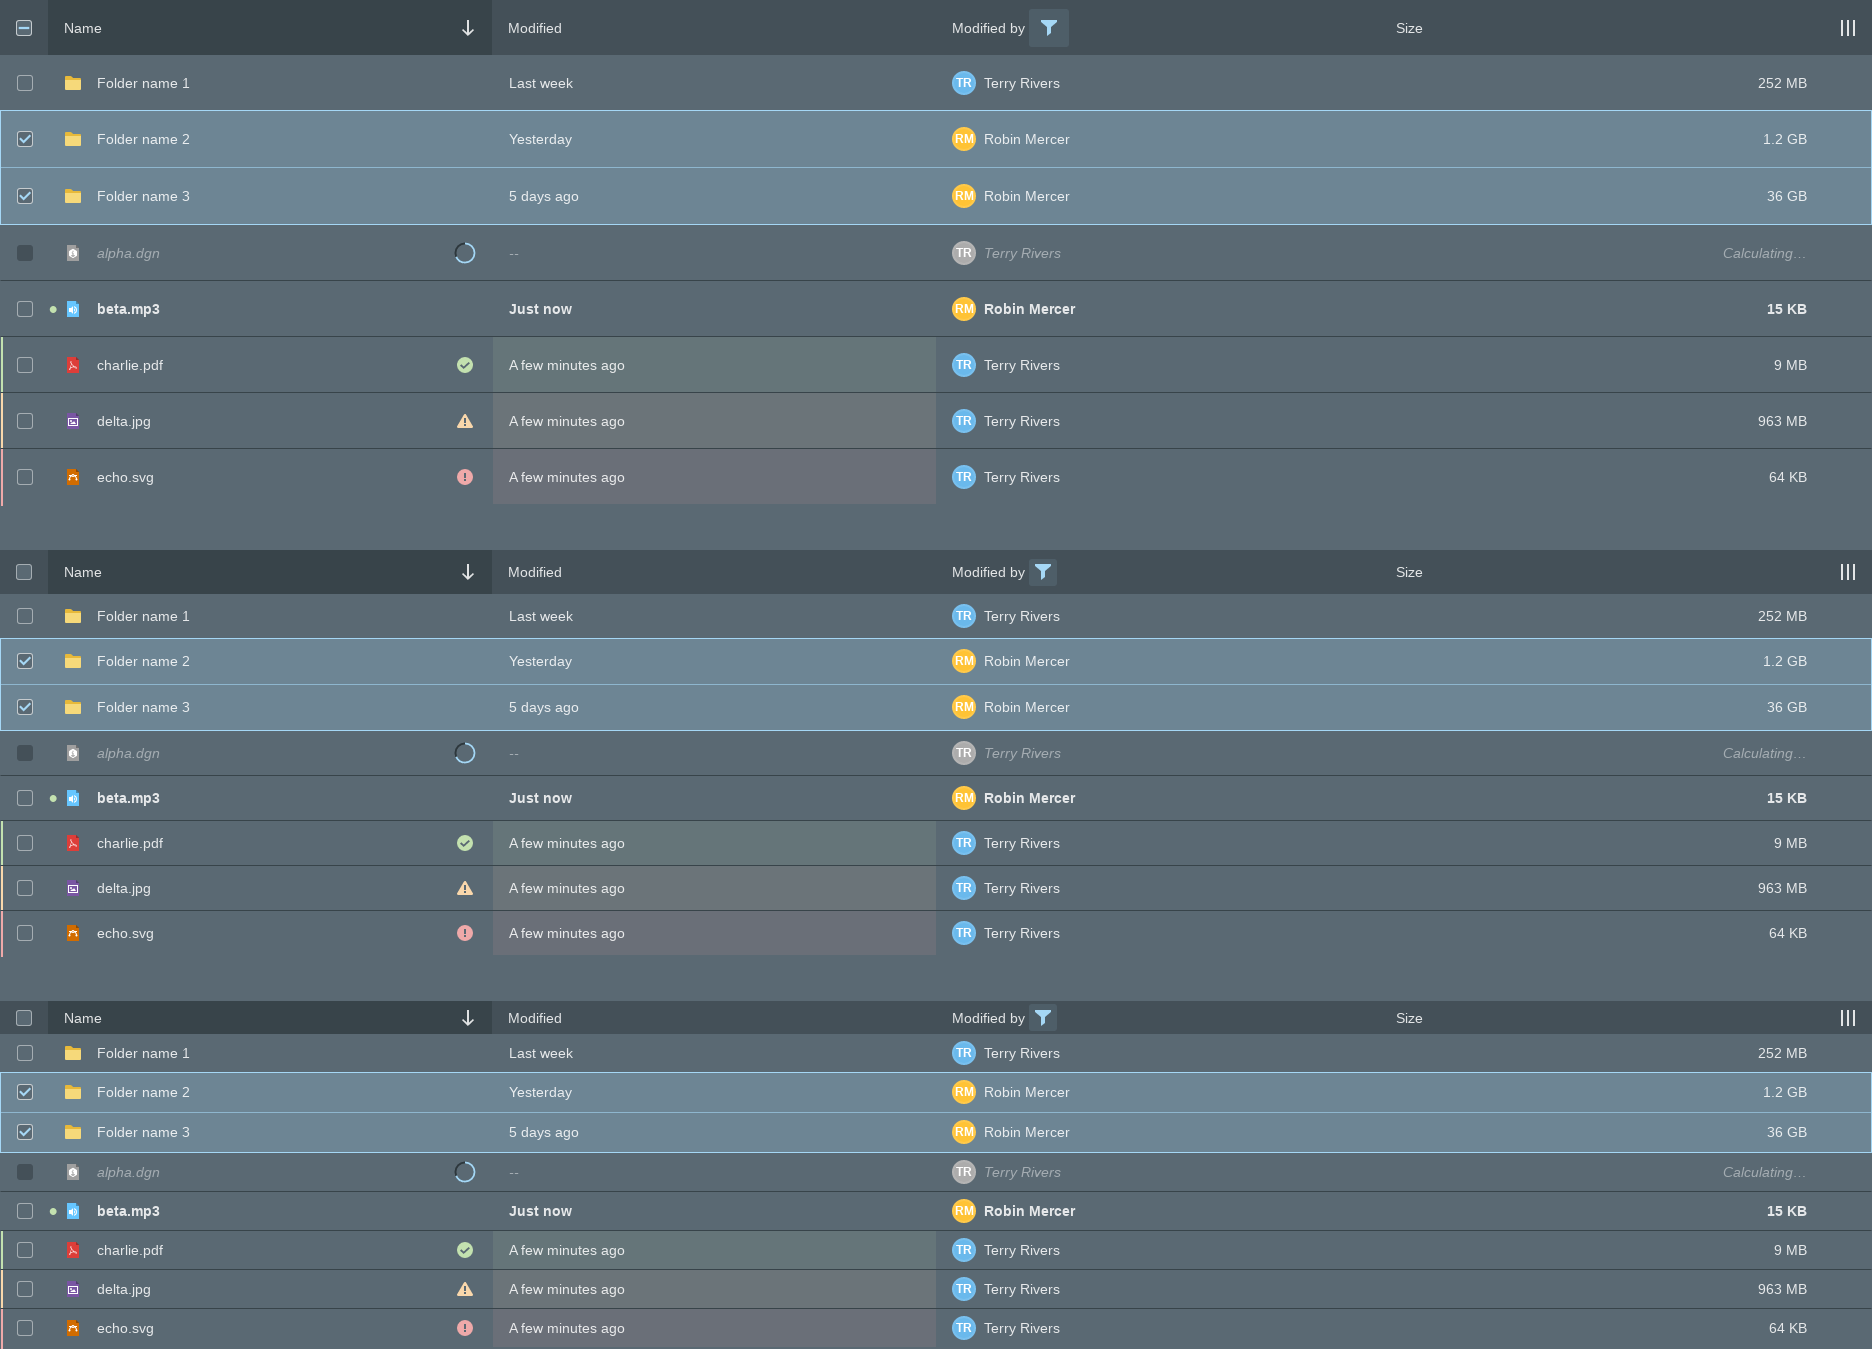 Name Modified Modified by Size
Folder name 1 Last week TR Terry Rivers 252 MB
Folder name 2 Yesterday RM Robin Mercer 1.2 GB
Folder name 3 5 days ago RM Robin Mercer 36 GB
alpha.dgn -- TR Terry Rivers Calculating...
beta.mp3 Just now RM Robin Mercer 15 KB
charlie.pdf A few minutes ago TR Terry Rivers 9 MB
delta.jpg A few minutes ago TR Terry Rivers 963 MB
echo.svg A few minutes ago TR Terry Rivers 64 KB
Name Modified Modified by Size
Folder name 1 Last week TR Terry Rivers 252 MB
Folder name 2 Yesterday RM Robin Mercer 1.2 GB
Folder name 3 5 days ago RM Robin Mercer 36 GB
alpha.dgn -- TR Terry Rivers Calculating...
beta.mp3 Just now RM Robin Mercer 15 KB
charlie.pdf A few minutes ago TR Terry Rivers 9 MB
delta.jpg A few minutes ago TR Terry Rivers 963 MB
echo.svg A few minutes ago TR Terry Rivers 64 KB
Name Modified Modified by Size
Folder name 1 Last week TR Terry Rivers 252 MB
Folder name 2 Yesterday RM Robin Mercer 1.2 GB
Folder name 3 5 days ago RM Robin Mercer 36 GB
alpha.dgn -- TR Terry Rivers Calculating...
beta.mp3 Just now RM Robin Mercer 15 KB
charlie.pdf A few minutes ago TR Terry Rivers 9 MB
delta.jpg A few minutes ago TR Terry Rivers 963 MB
echo.svg A few minutes ago TR Terry Rivers 64 KB